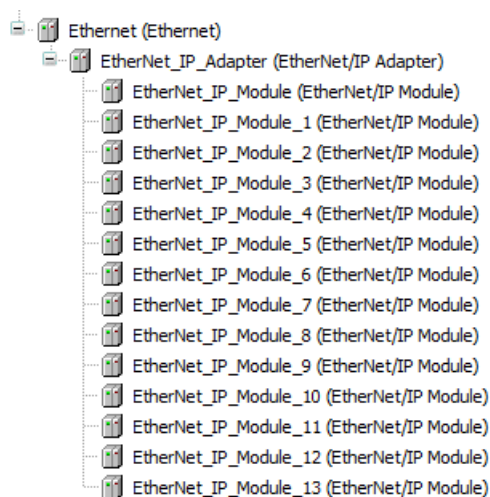 Ethernet (Ethernet)
EtherNet_IP_Adapter (EtherNet/IP Adapter)
EtherNet_IP_Module (EtherNet/IP Module)
EtherNet_IP_Module_1 (EtherNet/IP Module)
EtherNet_IP_Module_2 (EtherNet/IP Module)
EtherNet_IP_Module_3 (EtherNet/IP Module)
EtherNet_IP_Module_4 (EtherNet/IP Module)
EtherNet_IP_Module_5 (EtherNet/IP Module)
EtherNet_IP_Module_6 (EtherNet/IP Module)
EtherNet_IP_Module_7 (EtherNet/IP Module)
EtherNet_IP_Module_8 (EtherNet/IP Module)
EtherNet_IP_Module_9 (EtherNet/IP Module)
EtherNet_IP_Module_10 (EtherNet/IP Module)
EtherNet_IP_Module_11 (EtherNet/IP Module)
EtherNet_IP_Module_12 (EtherNet/IP Module)
EtherNet_IP_Module_13 (EtherNet/IP Module)